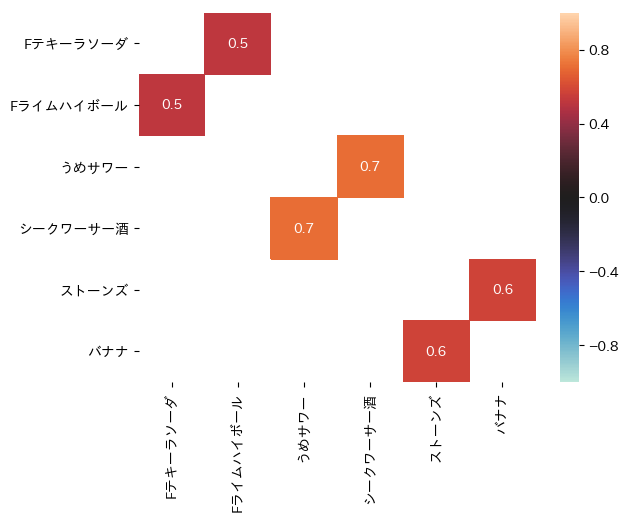 Fテキーラソーダ
Fライムハイボール
うめサワー
シークワーサー酒
ストーンズ
バナナ
0.5
0.5
0.7
0.7
0.6
0.6
Fテキーラソーダ
Fライムハイボール
うめサワー
シークワーサー酒
ストーンズ
バナナ
0.8
0.4
0.0
−0.4
−0.8